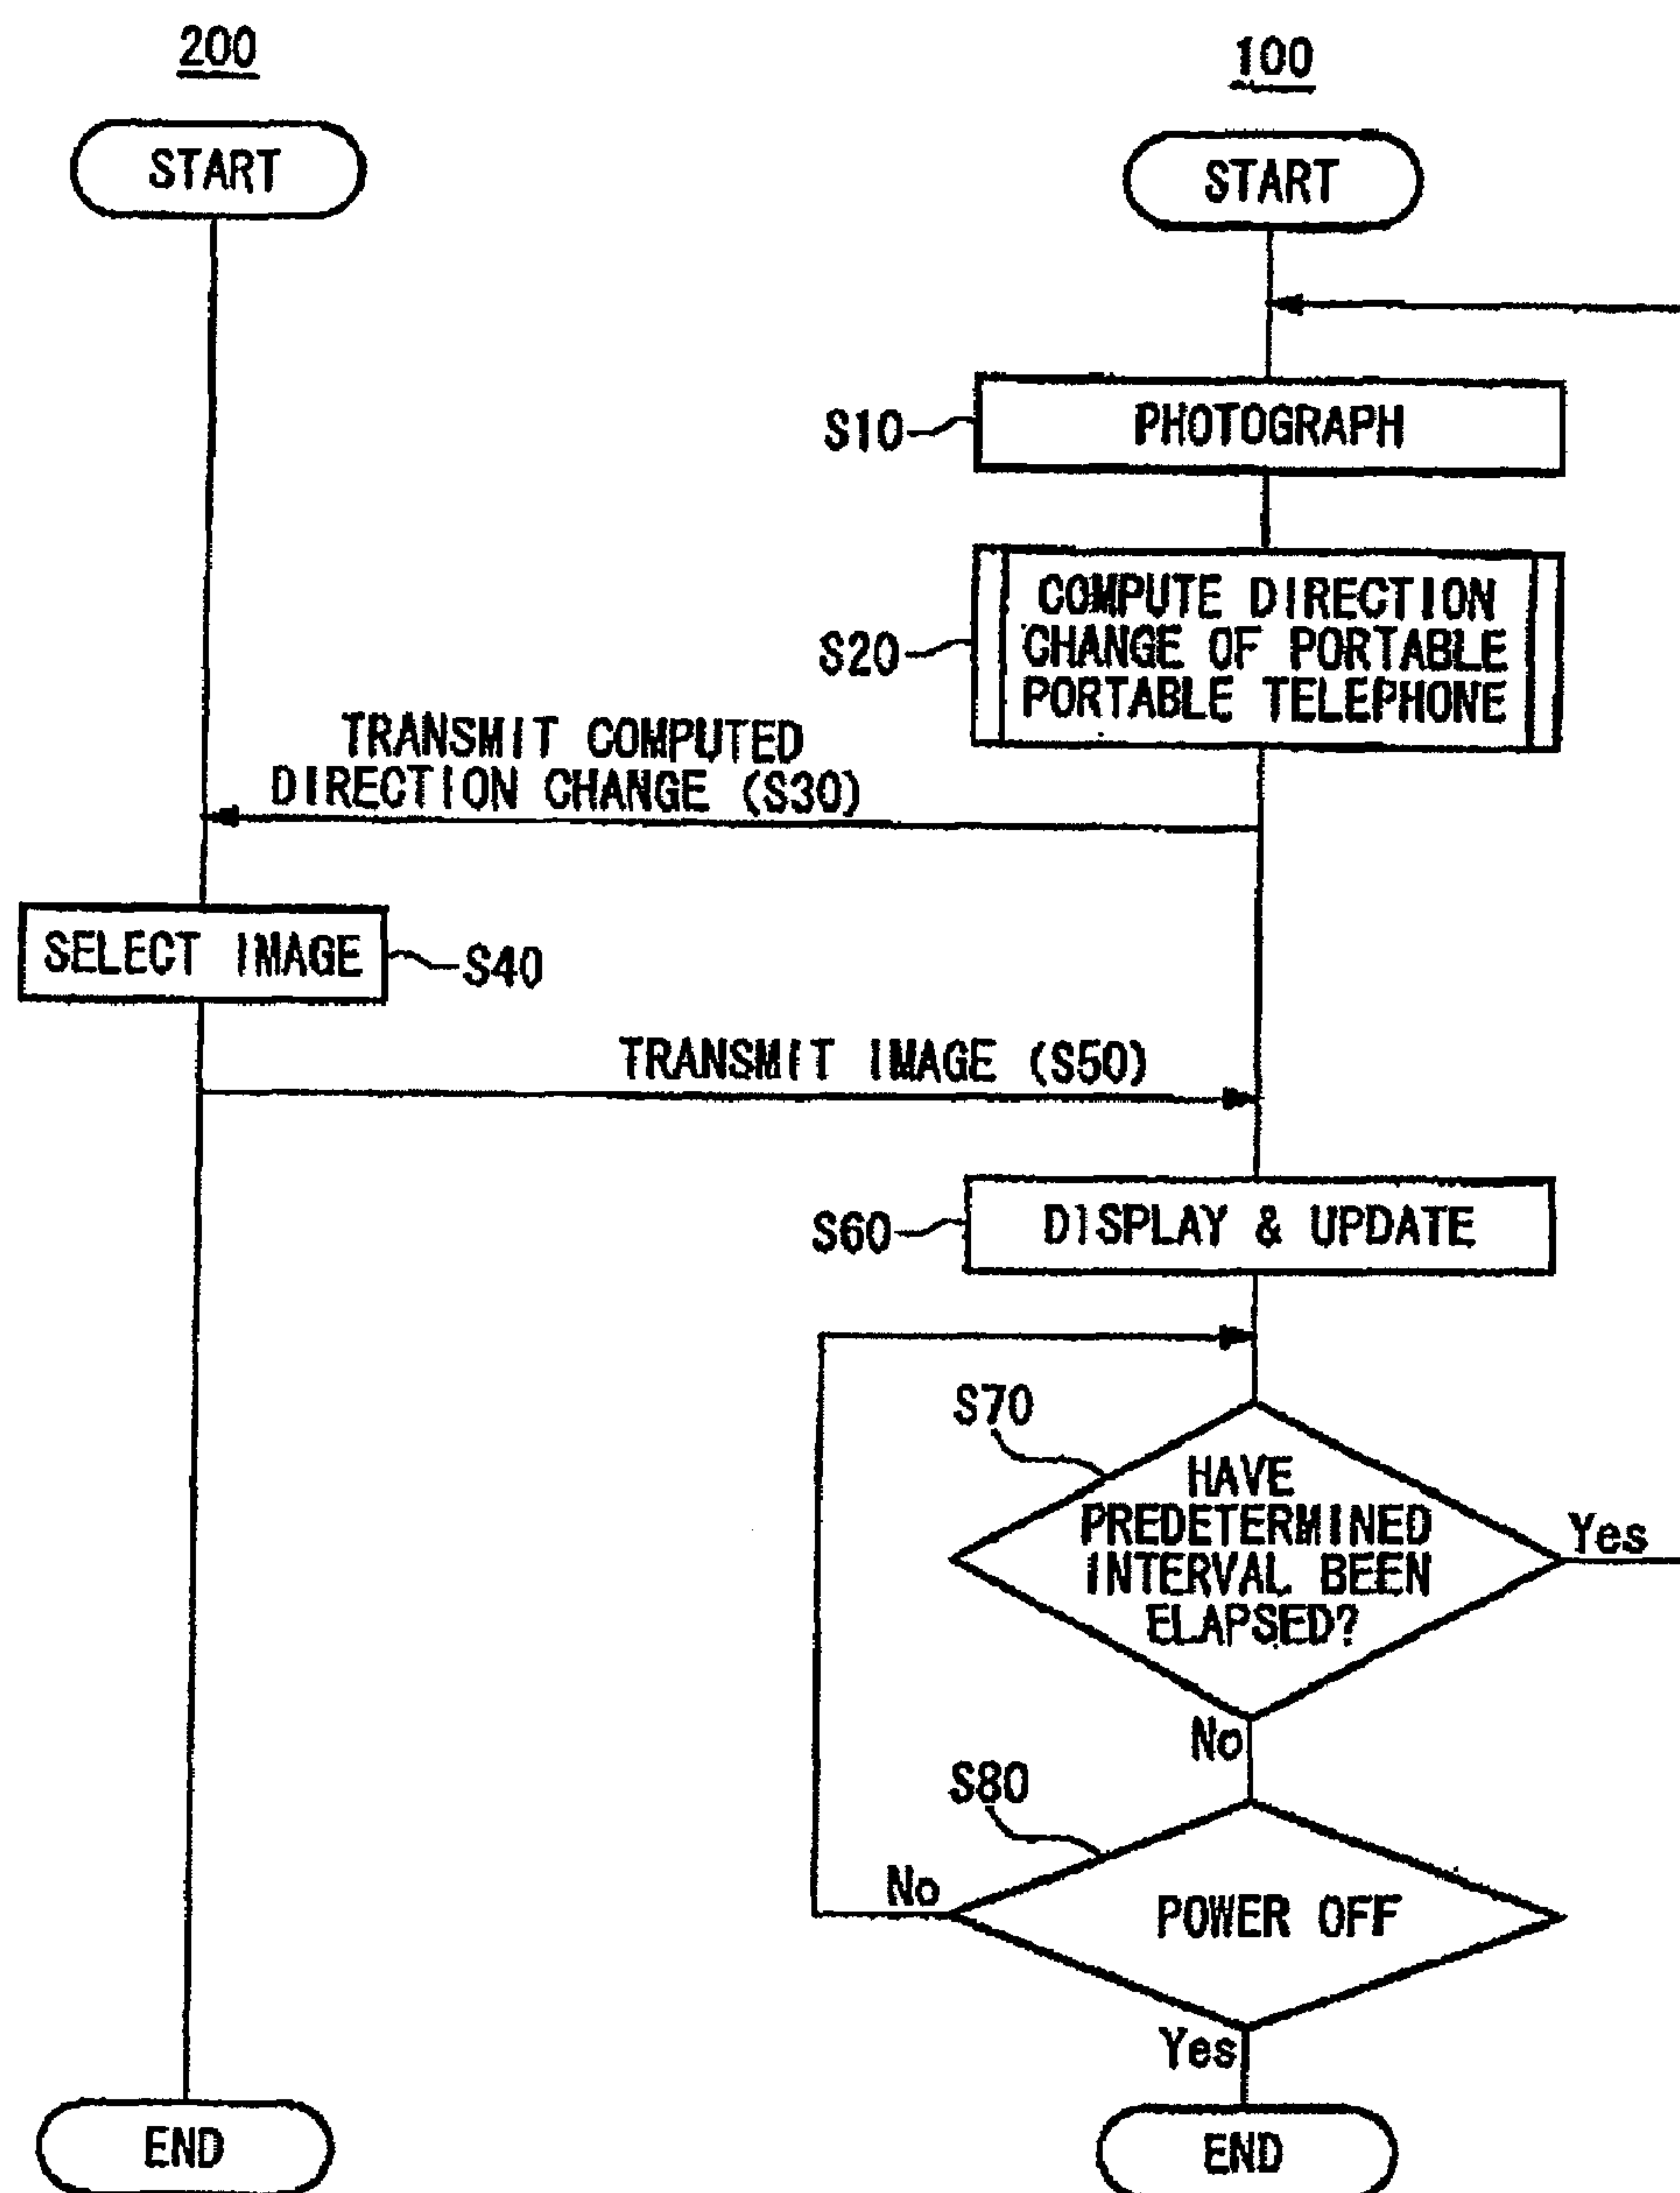 200
100
START
START
S10
PHOTOGRAPH
S20
COMPUTE DIRECTION
CHANGE OF PORTABLE
PORTABLE TELEPHONE
TRANSMIT COMPUTED
DIRECTION CHANGE (S30)
SELECT IMAGE
S40
TRANSMIT IMAGE (S50)
S60
DISPLAY & UPDATE
S70
HAVE
PREDETERMINED
INTERVAL BEEN
ELAPSED?
Yes
No
S80
No
POWER OFF
Yes
END
END